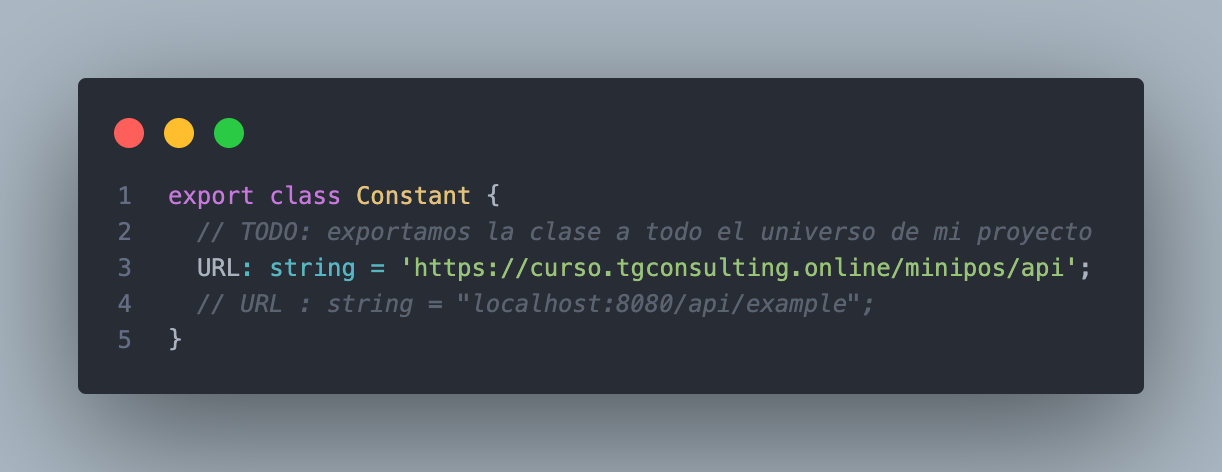 1 export class Constant {
2 // TODO: exportamos la clase a todo el universo de mi proyecto
3 URL: string = 'https://curso.tgconsulting.online/minipos/api';
4 // URL : string = "localhost:8080/api/example";
5 }